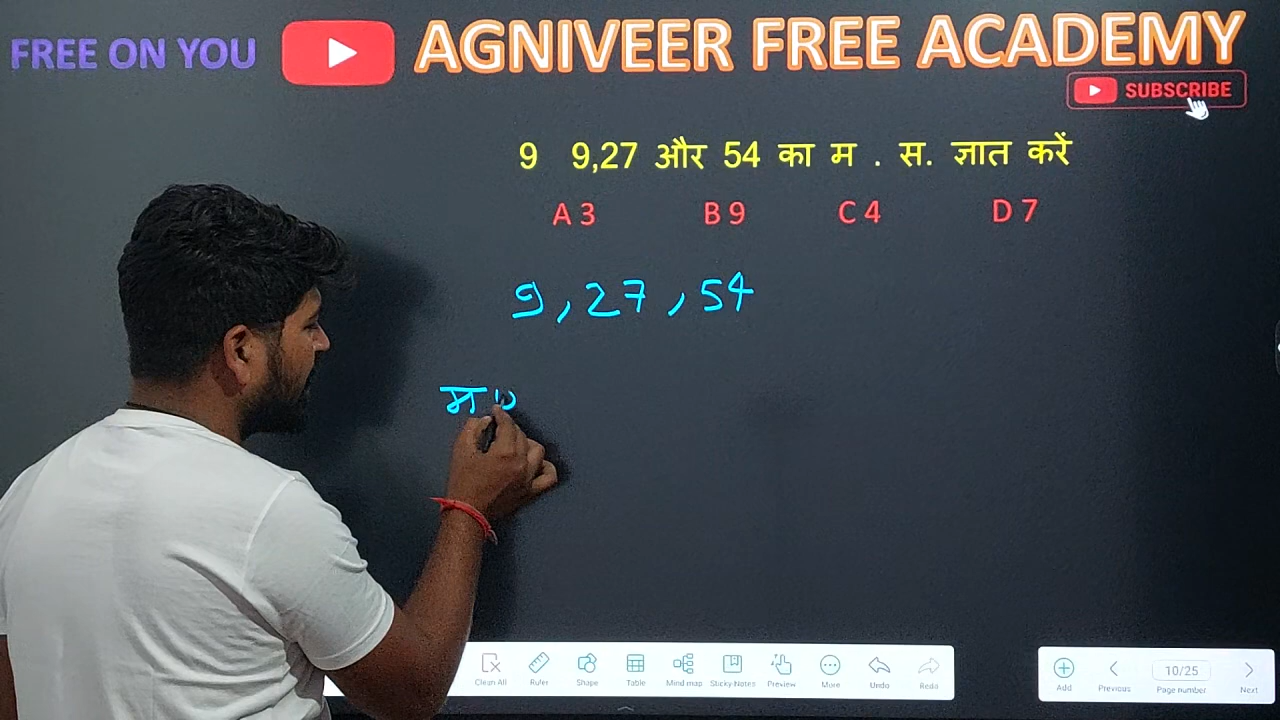 FREE ON YOU AGNIVEER FREE ACADEMY
SUBSCRIBE
9 9,27 और 54 का म . स. ज्ञात करें
A 3 B 9 C 4 D 7
9, 27, 54
म०
Clean All Ruler Shape Table Mind map Sticky Notes Preview More Undo Redo
Add Previous 10/25 Page number Next